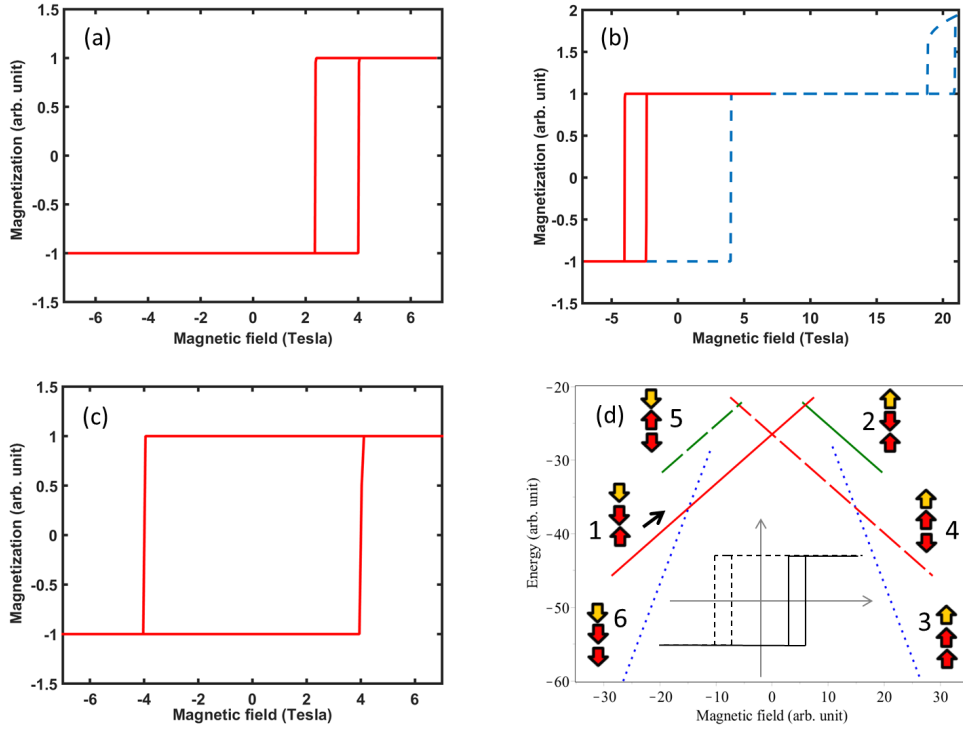 (a)
Magnetization (arb. unit)
1.5
1
0.5
0
-0.5
-1
-1.5
-6 -4 -2 0 2 4 6
Magnetic field (Tesla)
(b)
Magnetization (arb. unit)
2
1.5
1
0.5
0
-0.5
-1
-1.5
-5 0 5 10 15 20
Magnetic field (Tesla)
(c)
Magnetization (arb. unit)
1.5
1
0.5
0
-0.5
-1
-1.5
-6 -4 -2 0 2 4 6
Magnetic field (Tesla)
(d)
Energy (arb. unit)
−20
−30
−40
−50
−60
5
2
1
4
6
3
−30 −20 −10 0 10 20 30
Magnetic field (arb. unit)